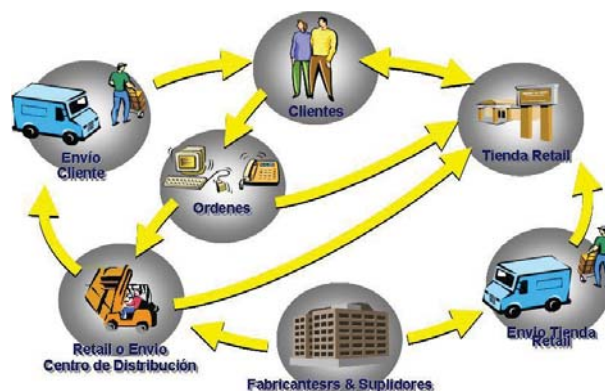 Clientes
Envío
Cliente
Tienda Retail
Ordenes
Retail o Envío
Centro de Distribución
Envío Tienda
Retail
Fabricantesrs & Suplidores